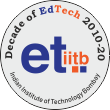 Decade of EdTech 2010-20
et iitb
Indian Institute of Technology Bombay